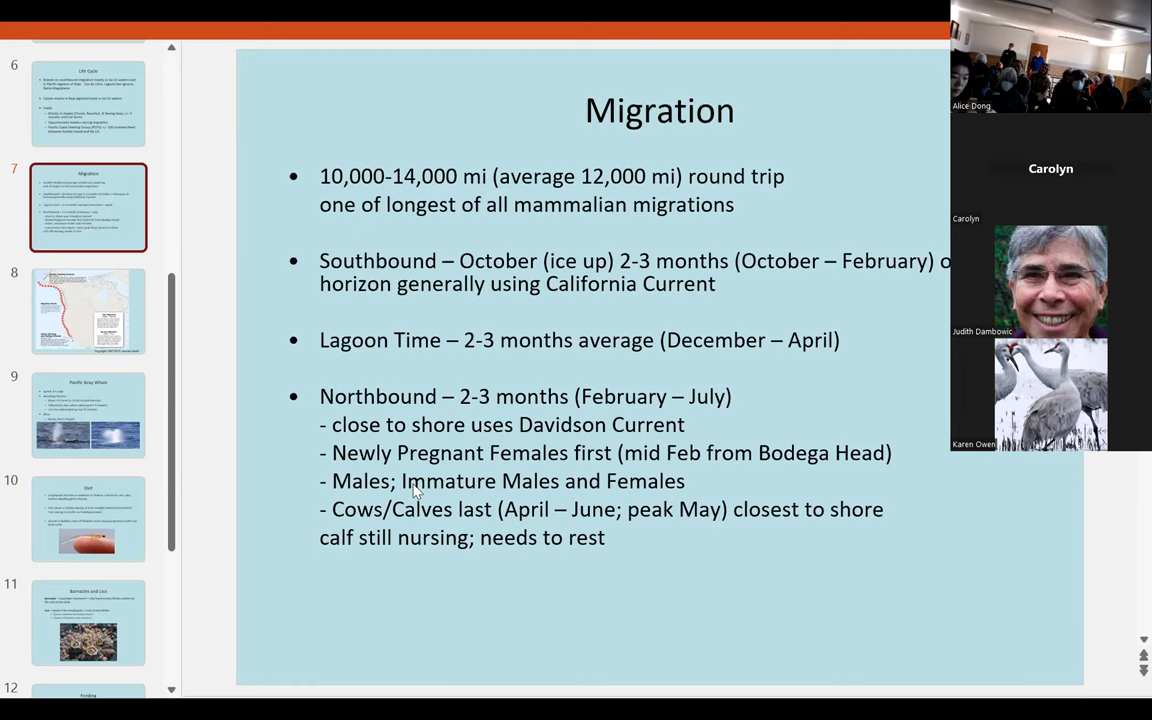 6
Life Cycle
7
Migration
8
9
Pacific Gray Whale
10
Diet
11
Barnacles and Lice
12
Feeding
Migration
• 10,000-14,000 mi (average 12,000 mi) round trip
one of longest of all mammalian migrations
• Southbound – October (ice up) 2-3 months (October – February) o
horizon generally using California Current
• Lagoon Time – 2-3 months average (December – April)
• Northbound – 2-3 months (February – July)
- close to shore uses Davidson Current
- Newly Pregnant Females first (mid Feb from Bodega Head)
- Males; Immature Males and Females
- Cows/Calves last (April – June; peak May) closest to shore
calf still nursing; needs to rest
Alice Dong
Carolyn
Carolyn
Judith Dambowic
Karen Owen